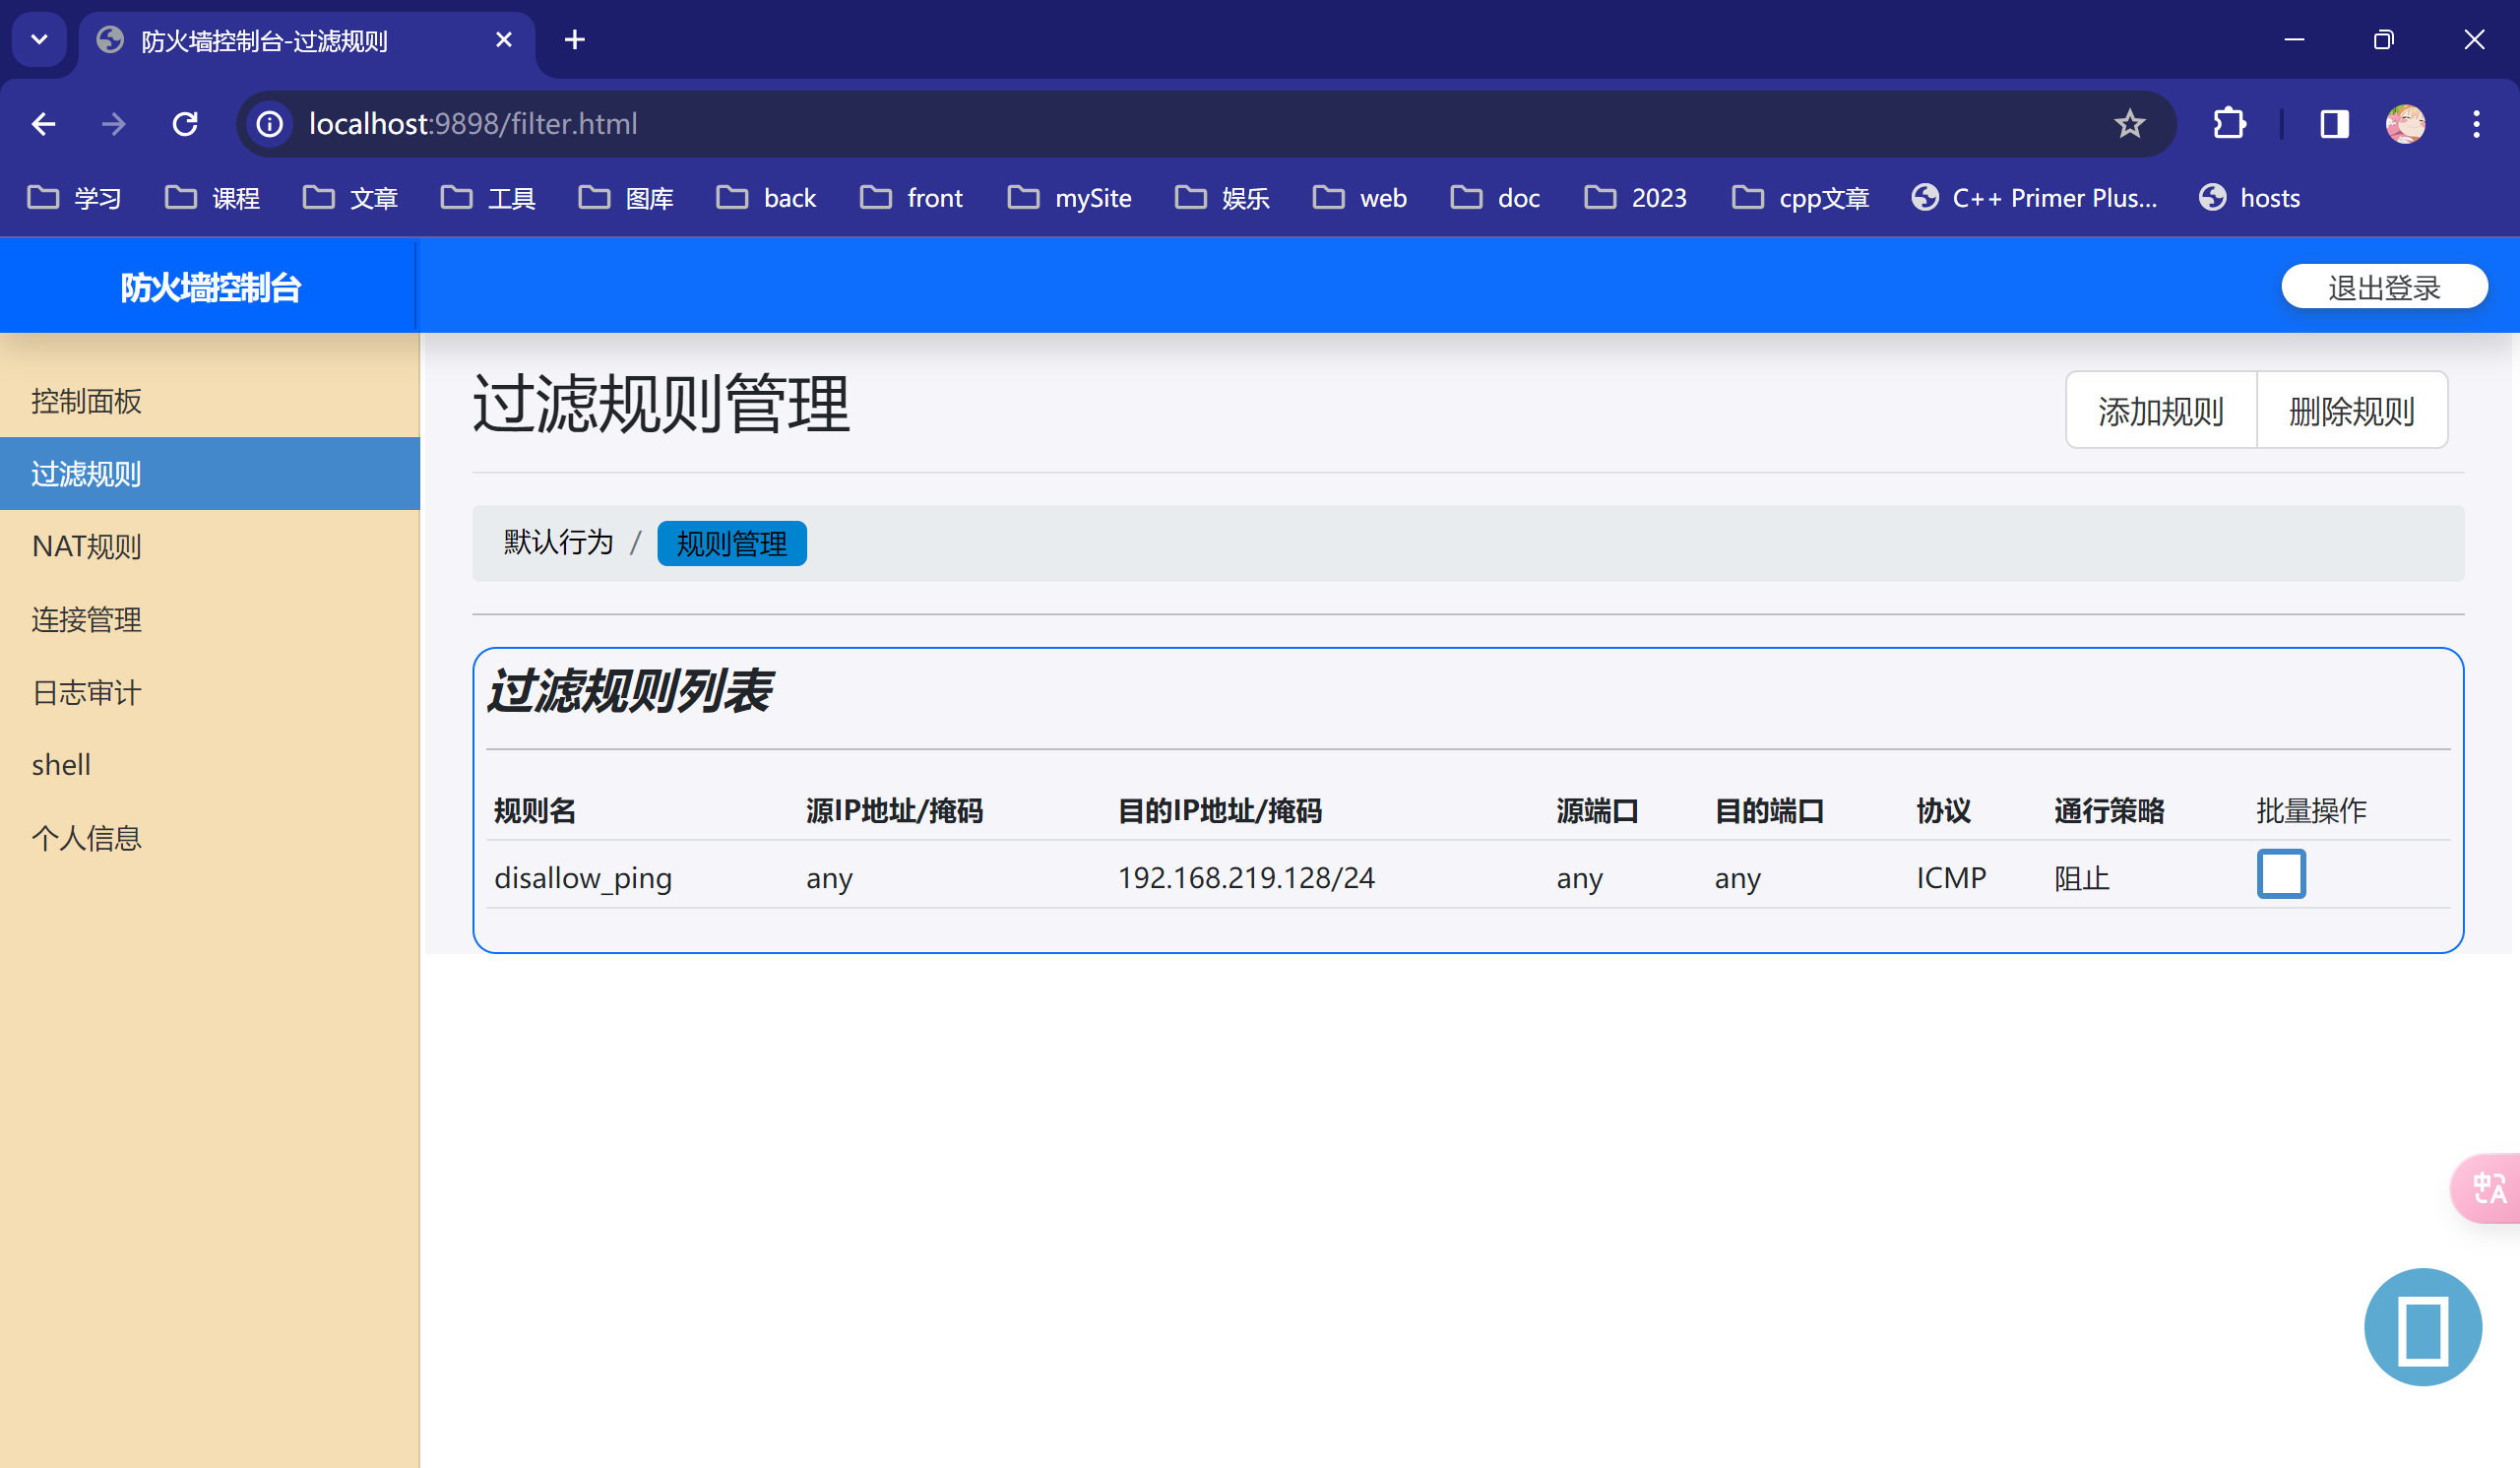 防火墙控制台-过滤规则
localhost:9898/filter.html
学习 课程 文章 工具 图库 back front mySite 娱乐 web doc 2023 cpp文章 C++ Primer Plus... hosts
防火墙控制台 退出登录
控制面板
过滤规则
NAT规则
连接管理
日志审计
shell
个人信息
过滤规则管理 添加规则 删除规则
默认行为 / 规则管理
过滤规则列表
规则名 源IP地址/掩码 目的IP地址/掩码 源端口 目的端口 协议 通行策略 批量操作
disallow_ping any 192.168.219.128/24 any any ICMP 阻止
中A